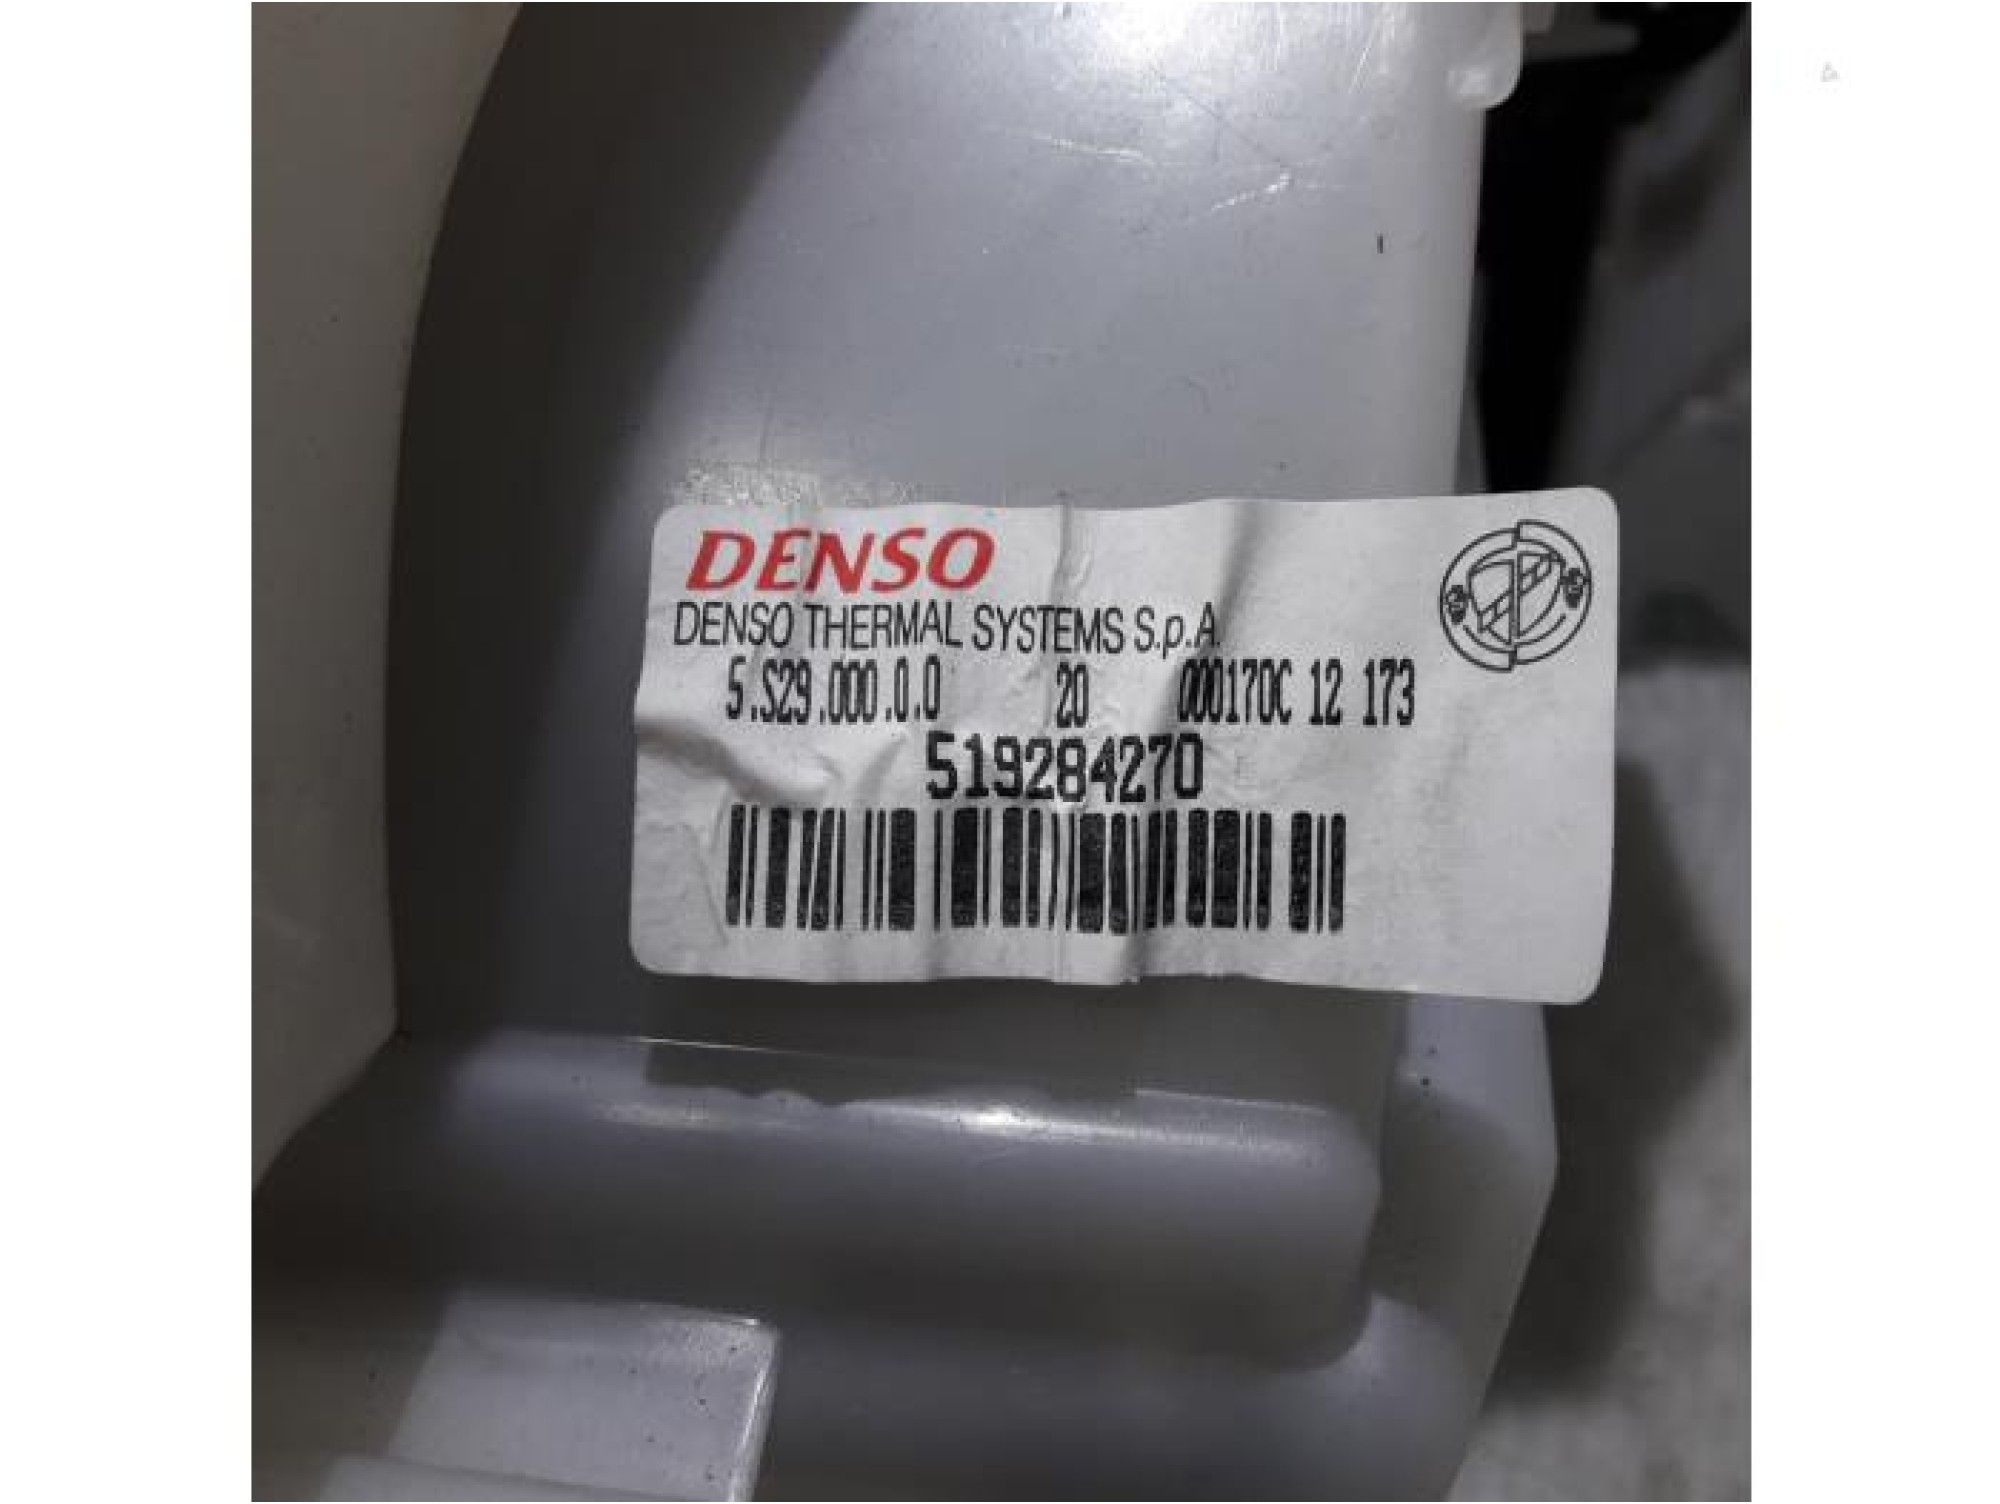 DENSO
DENSO THERMAL SYSTEMS S.p.A.
5.S29.000.0.0 20 000170C 12 173
519284270